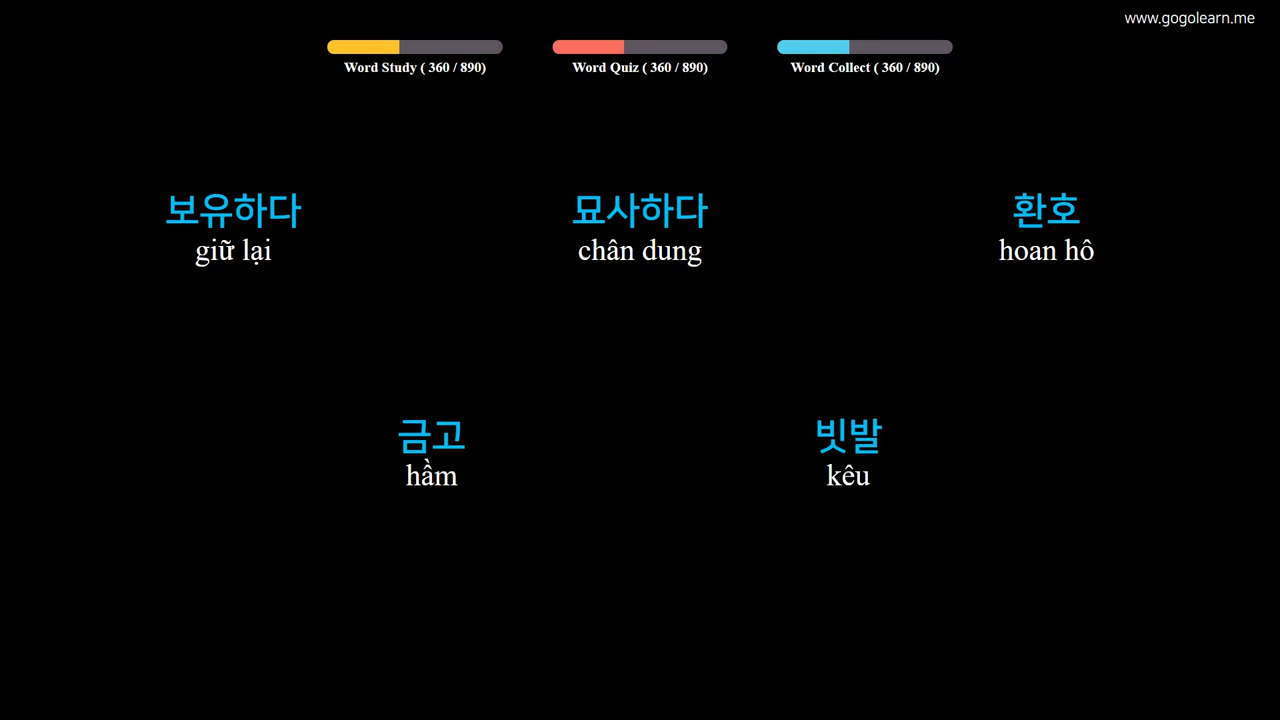 www.gogolearn.me
Word Study ( 360 / 890)
Word Quiz ( 360 / 890)
Word Collect ( 360 / 890)
보유하다
giữ lại
묘사하다
chân dung
환호
hoan hô
금고
hầm
빗발
kêu